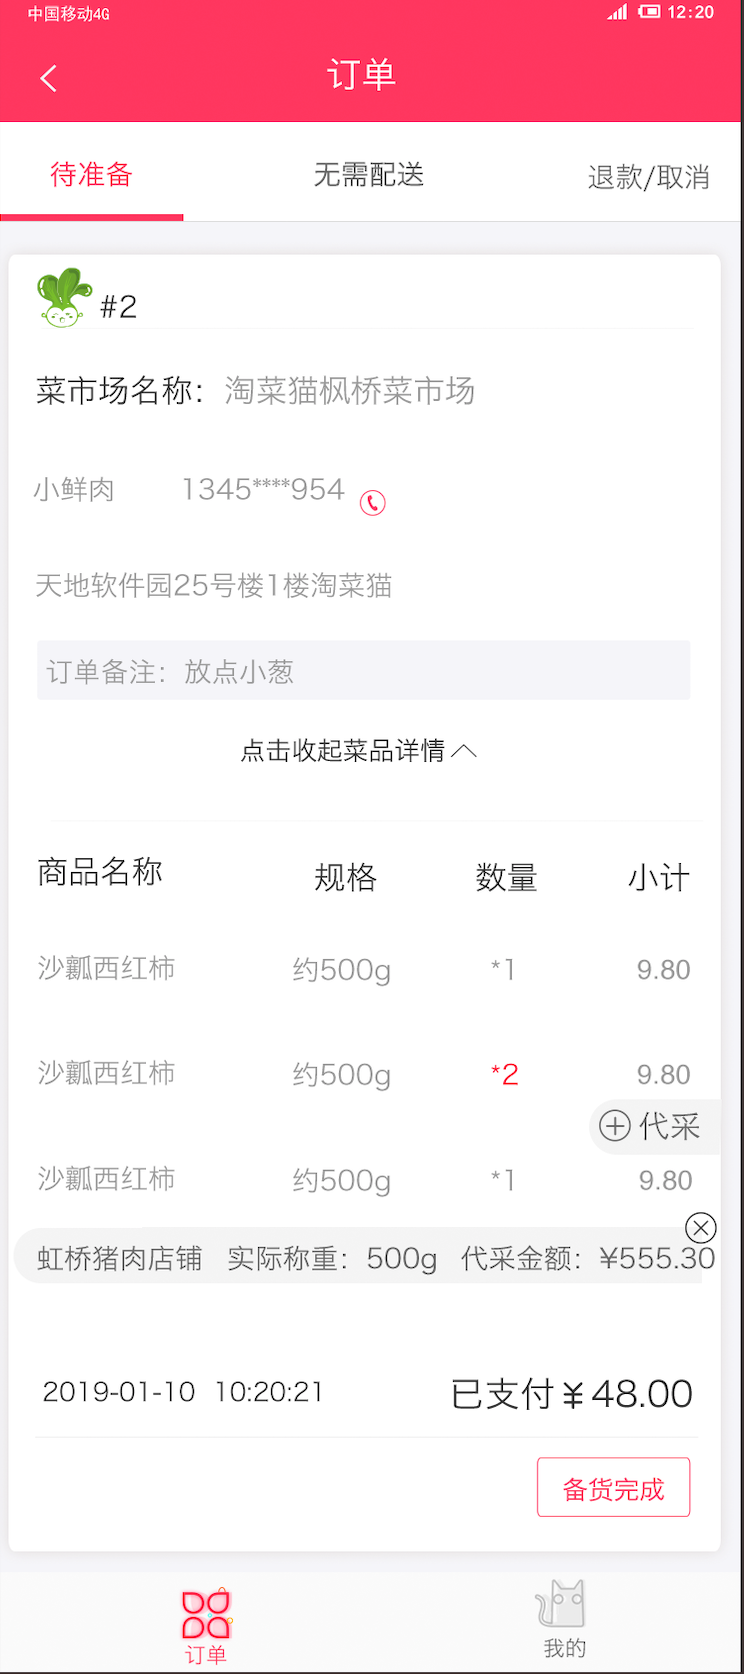 中国移动4G 12:20
订单
待准备 无需配送 退款/取消
#2
菜市场名称：淘菜猫枫桥菜市场
小鲜肉 1345****954
天地软件园25号楼1楼淘菜猫
订单备注：放点小葱
点击收起菜品详情
商品名称 规格 数量 小计
沙瓤西红柿 约500g *1 9.80
沙瓤西红柿 约500g *2 9.80
代采
沙瓤西红柿 约500g *1 9.80
虹桥猪肉店铺 实际称重：500g 代采金额：¥555.30
2019-01-10 10:20:21 已支付¥48.00
备货完成
订单 我的